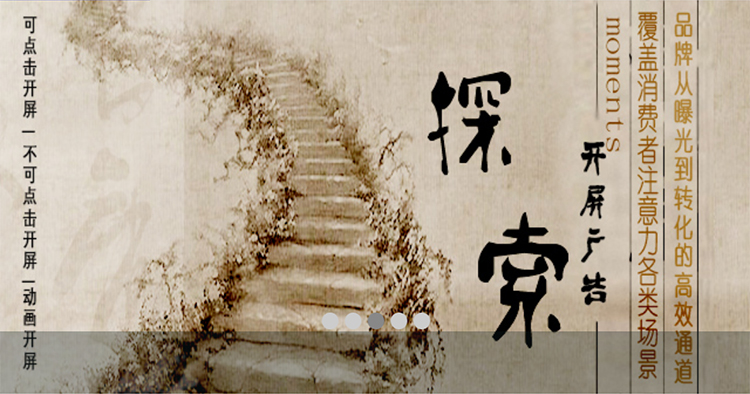 品牌从曝光到转化的高效通道
覆盖消费者注意力各类场景
moments
开屏广告
探索
可点击开屏—不可点击开屏—动画开屏